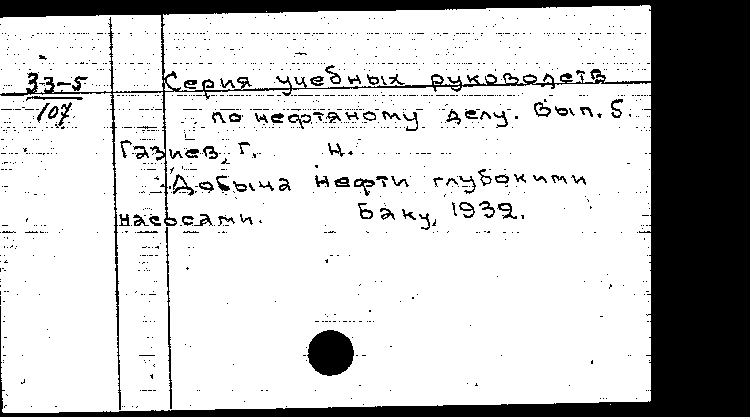 33-5
107
Серия учебных руководств
по нефтяному делу. Вып. 5.
Газиев, Г. Н.
Добыча нефти глубокими
насосами. Баку, 1932.